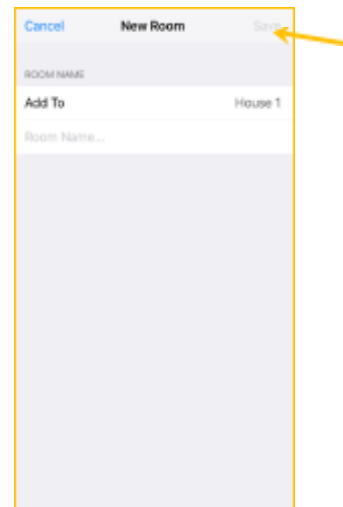 Cancel New Room Save
ROOM NAME
Add To House 1
Room Name...